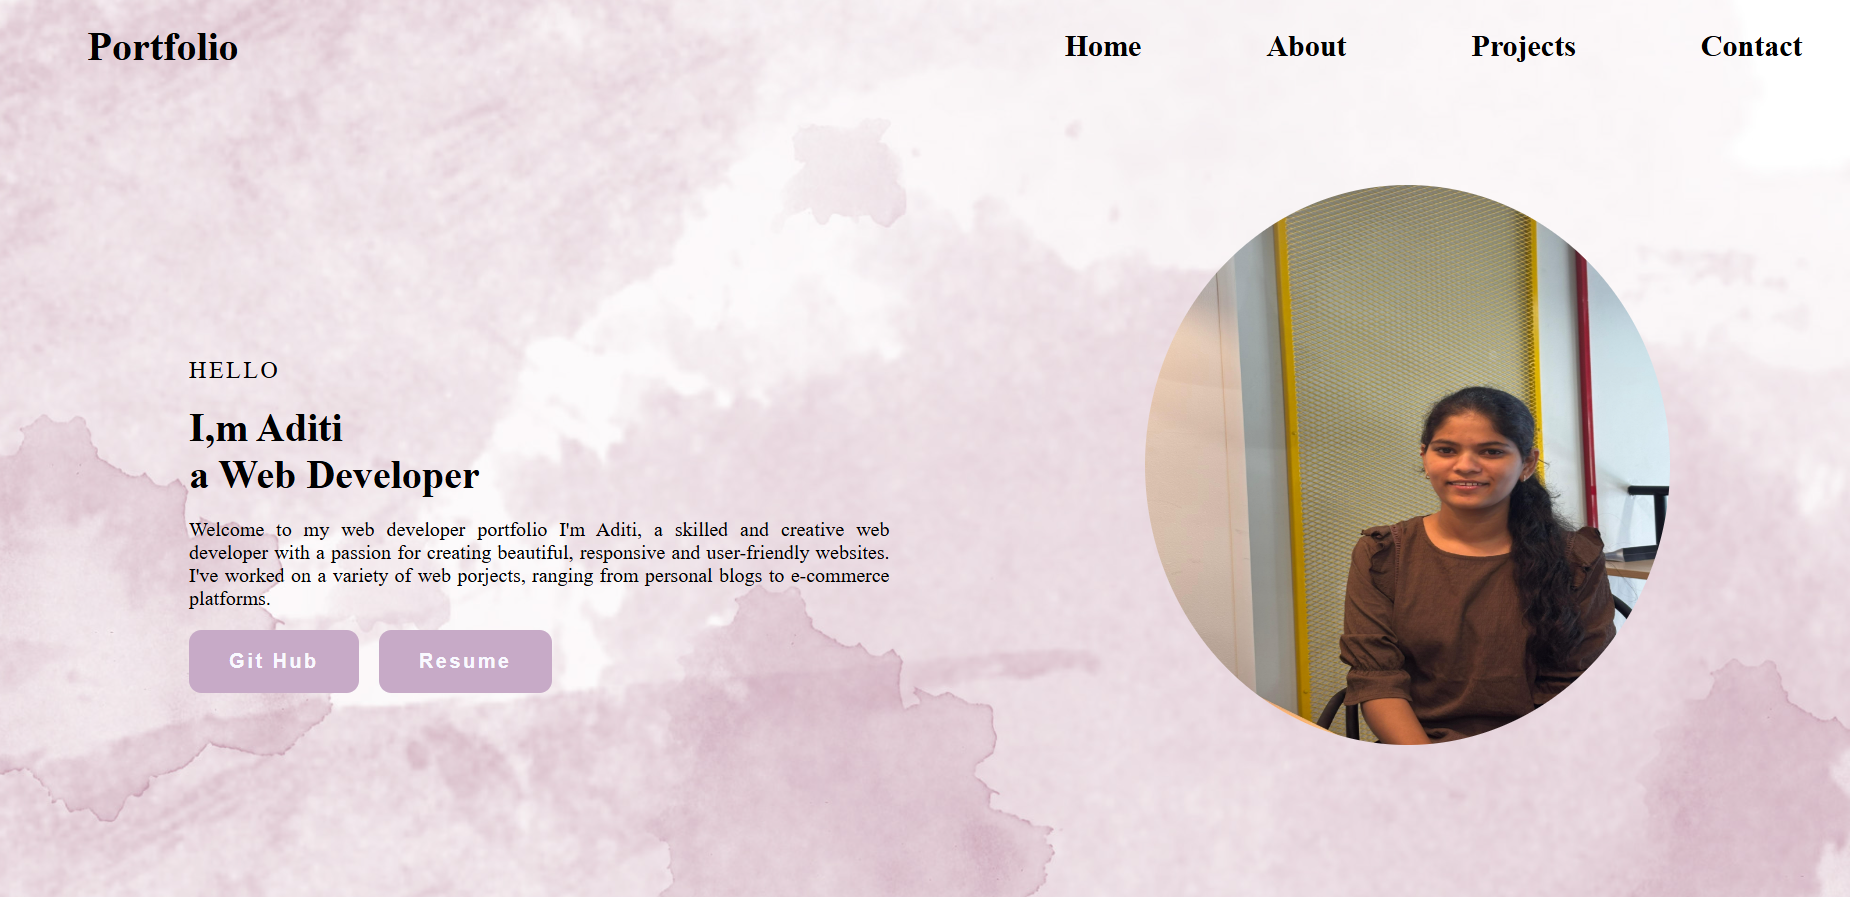 Portfolio
Home About Projects Contact
HELLO
I,m Aditi
a Web Developer
Welcome to my web developer portfolio I'm Aditi, a skilled and creative web
developer with a passion for creating beautiful, responsive and user-friendly websites.
I've worked on a variety of web porjects, ranging from personal blogs to e-commerce
platforms.
Git Hub
Resume